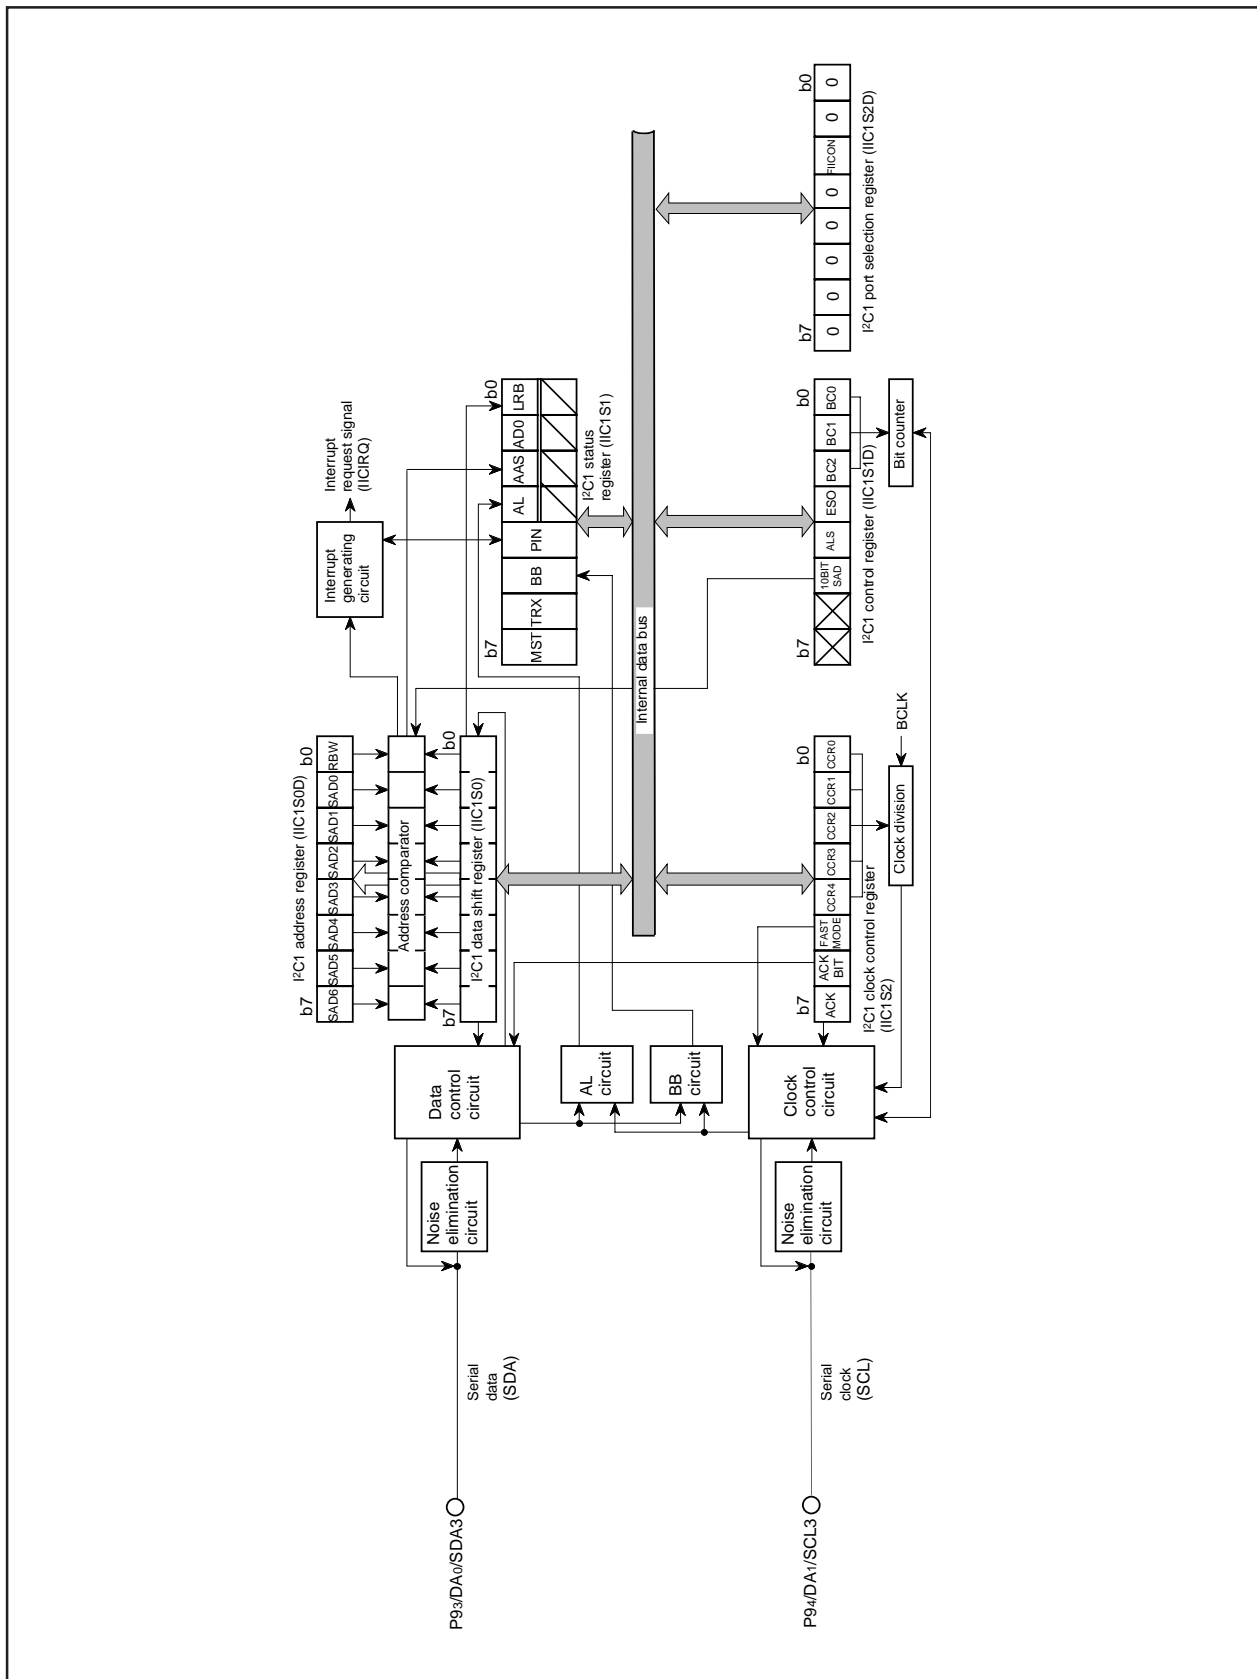 I²C1 address register (IIC1S0D)
b7
b0
SAD6
SAD5
SAD4
SAD3
SAD2
SAD1
SAD0
RBW
Address comparator
b7
b0
I²C1 data shift register (IIC1S0)
Interrupt
generating
circuit
Interrupt
request signal
(IICIRQ)
P93/DA0/SDA3
Serial
data
(SDA)
Noise
elimination
circuit
Data
control
circuit
AL
circuit
BB
circuit
b7
b0
MST
TRX
BB
PIN
AL
AAS
AD0
LRB
I²C1 status
register (IIC1S1)
Internal data bus
P94/DA1/SCL3
Serial
clock
(SCL)
Noise
elimination
circuit
Clock
control
circuit
b7
b0
ACK
ACK
BIT
FAST
MODE
CCR4
CCR3
CCR2
CCR1
CCR0
I²C1 clock control register
(IIC1S2)
Clock division
BCLK
b7
b0
10BIT
SAD
ALS
ESO
BC2
BC1
BC0
I²C1 control register (IIC1S1D)
Bit counter
b7
b0
0
0
0
0
0
FIICON
0
0
I²C1 port selection register (IIC1S2D)